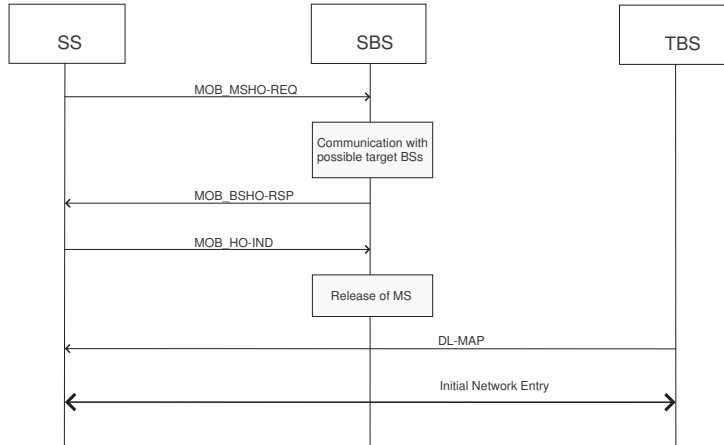 SS
SBS
TBS
MOB_MSHO-REQ
Communication with
possible target BSs
MOB_BSHO-RSP
MOB_HO-IND
Release of MS
DL-MAP
Initial Network Entry